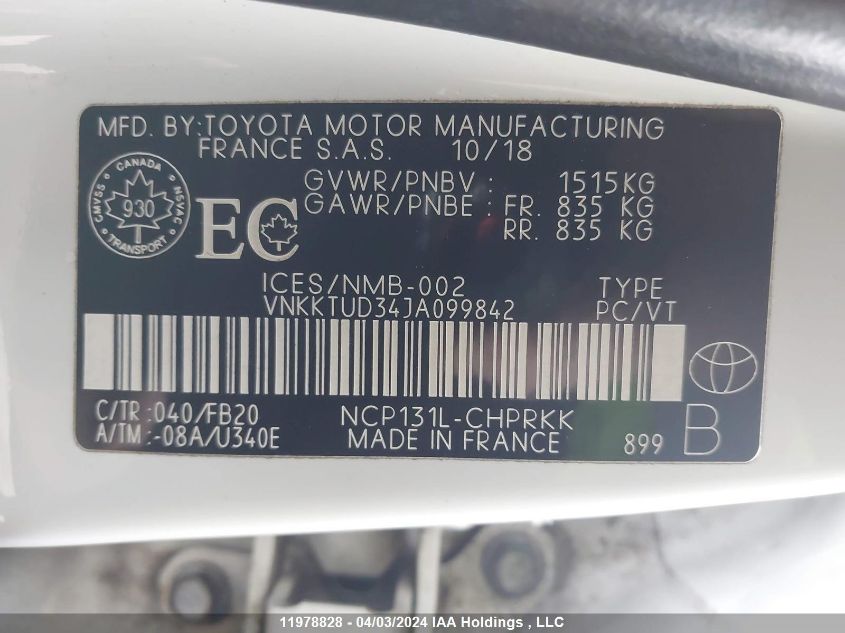 MFD. BY:TOYOTA MOTOR MANUFACTURING
FRANCE S.A.S. 10/18
GVWR/PNBV : 1515KG
GAWR/PNBE : FR. 835 KG
RR. 835 KG
CANADA
CMVSS 930 NSVAC
TRANSPORT
EC
ICES/NMB-002 TYPE
VNKKTUD34JA099842 PC/VT
C/TR :040/FB20 NCP131L-CHPRKK
A/TM :-08A/U340E MADE IN FRANCE 899 B
11978828 - 04/03/2024 IAA Holdings , LLC